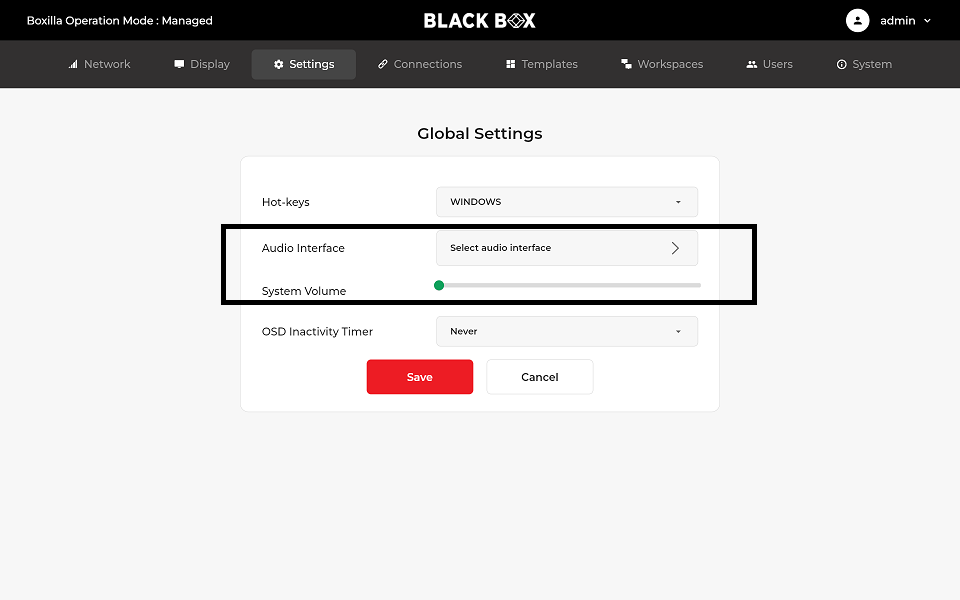 Boxilla Operation Mode : Managed
BLACK BOX
admin
Network
Display
Settings
Connections
Templates
Workspaces
Users
System
Global Settings
Hot-keys
WINDOWS
Audio Interface
Select audio interface
System Volume
OSD Inactivity Timer
Never
Save
Cancel